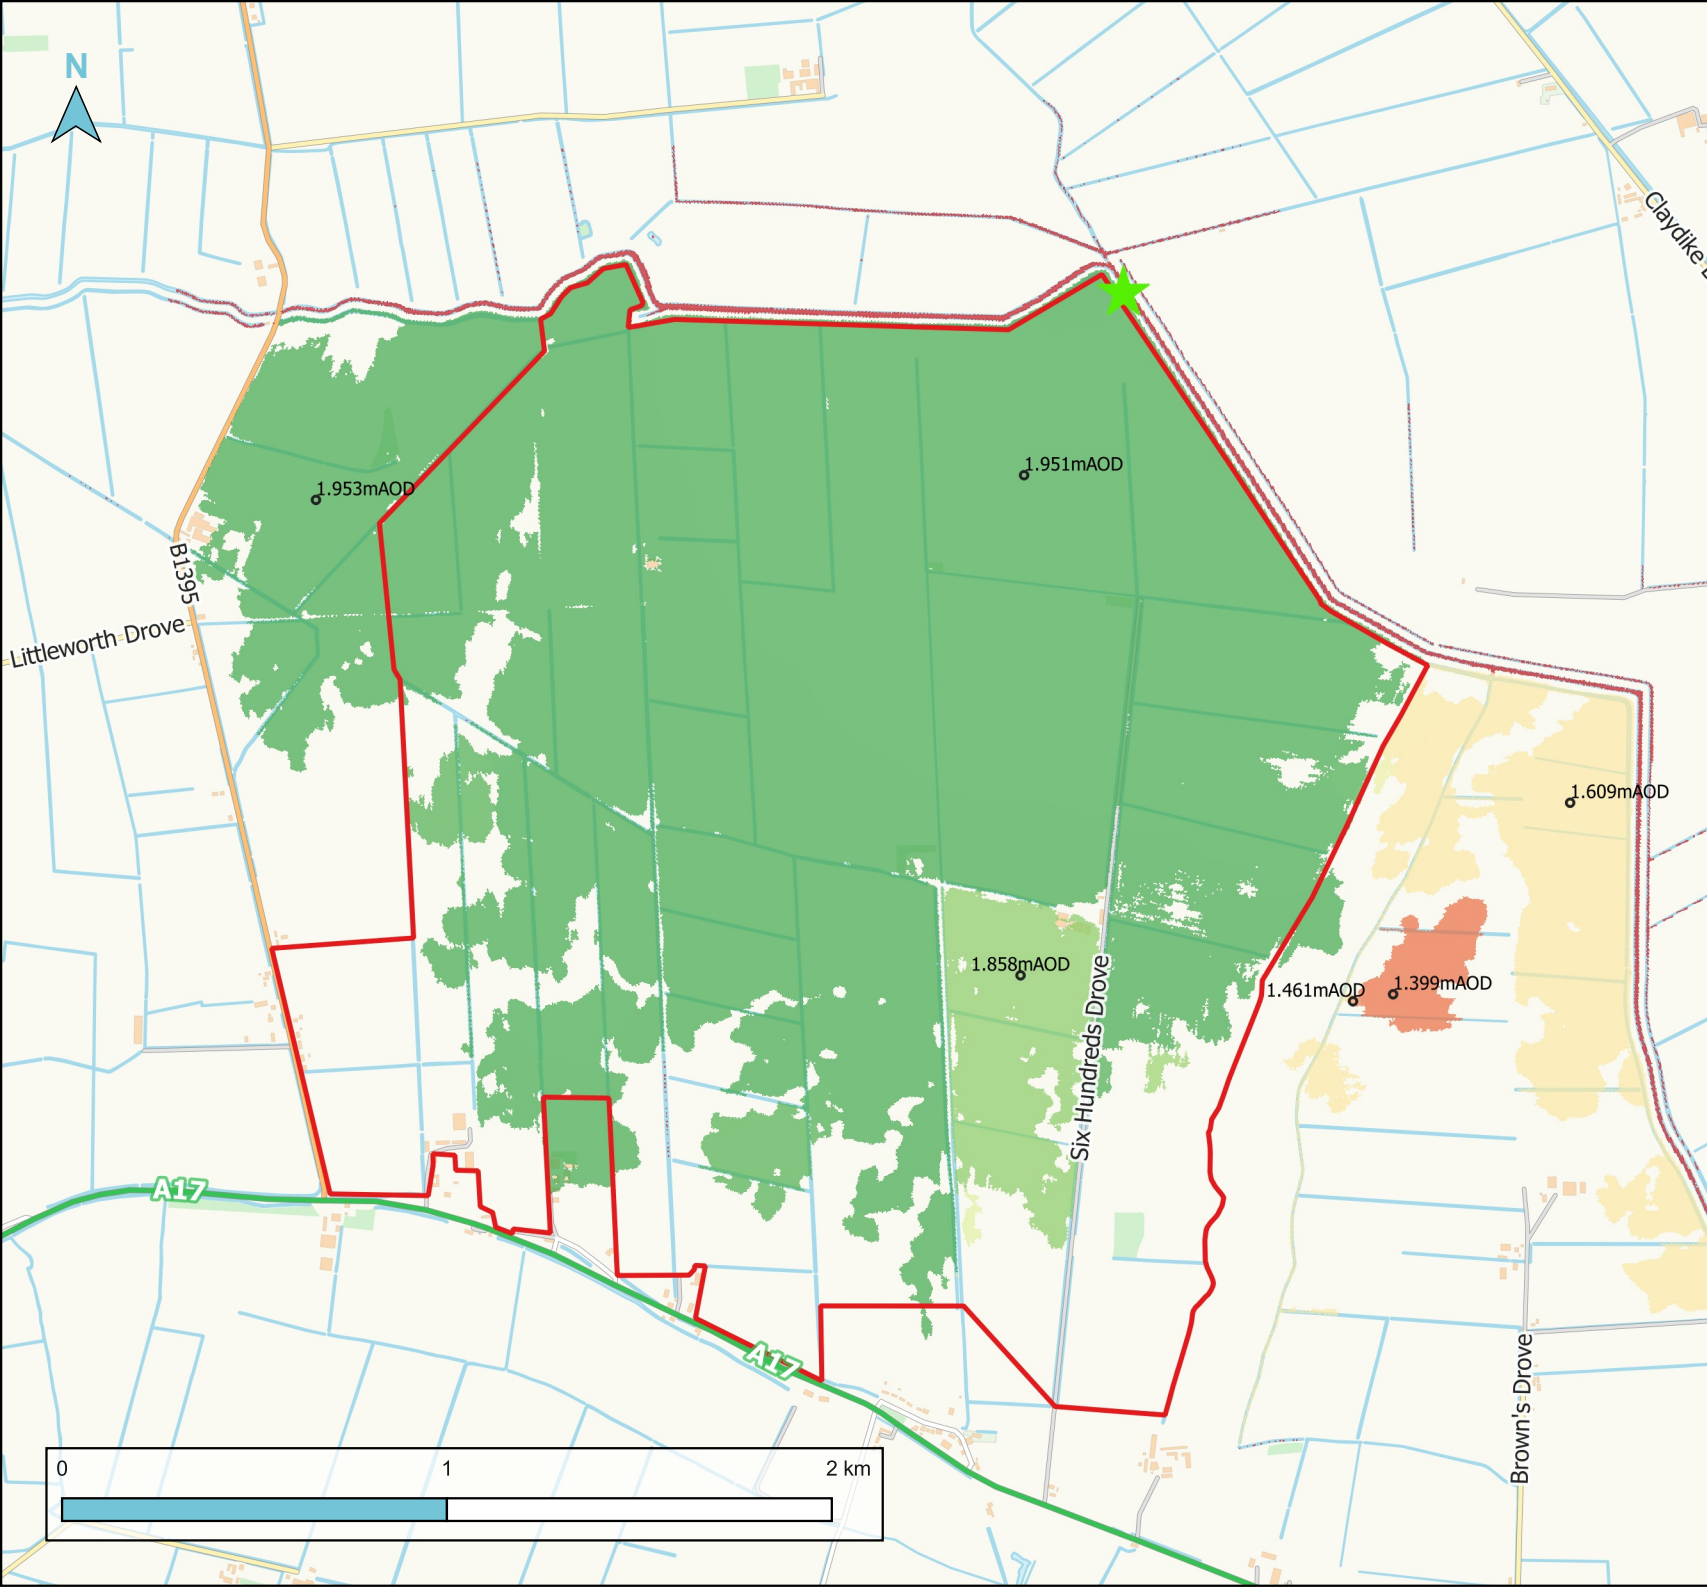 N
Claydike B
1.951mAOD
1.953mAOD
B1395
Littleworth Drove
1.609mAOD
1.858mAOD
1.461mAOD
1.399mAOD
Six Hundreds Drove
A17
A17
Brown's Drove
0 1 2 km